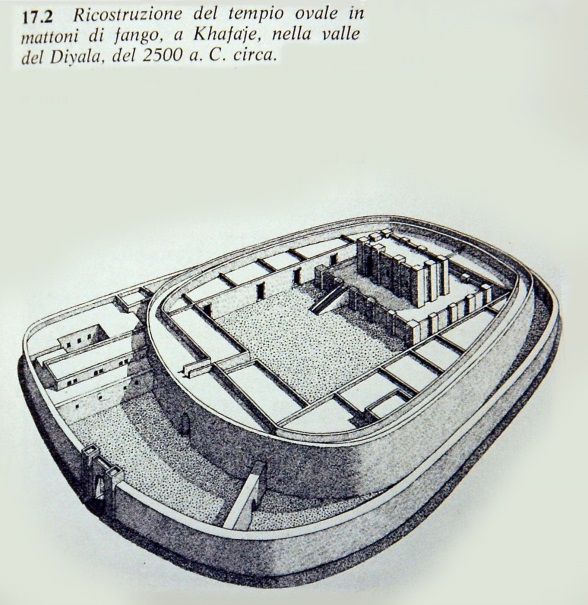 17.2 Ricostruzione del tempio ovale in
mattoni di fango, a Khafaje, nella valle
del Diyala, del 2500 a. C. circa.